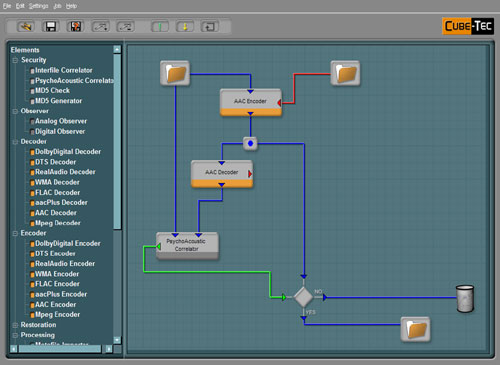 File Edit Settings Job Help
CUBE-TEC
Elements
Security
Interfile Correlator
PsychoAcoustic Correlato
MD5 Check
MD5 Generator
Observer
Analog Observer
Digital Observer
Decoder
DolbyDigital Decoder
DTS Decoder
RealAudio Decoder
WMA Decoder
FLAC Decoder
aacPlus Decoder
AAC Decoder
Mpeg Decoder
Encoder
DolbyDigital Encoder
DTS Encoder
RealAudio Encoder
WMA Encoder
FLAC Encoder
aacPlus Encoder
AAC Encoder
Mpeg Encoder
Restoration
Processing
Metafile Importer
AAC Encoder
AAC Decoder
PsychoAcoustic
Correlator
NO
YES